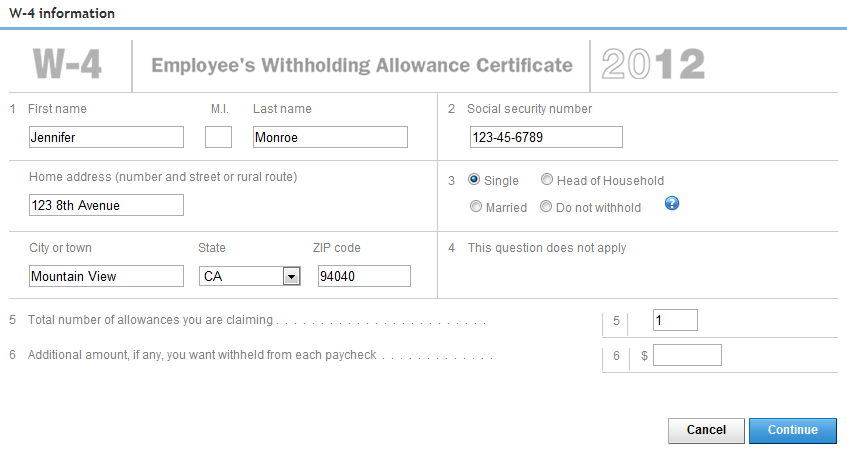 W-4 information
W-4 Employee's Withholding Allowance Certificate 2012
1 First name M.I. Last name 2 Social security number
Jennifer Monroe 123-45-6789
Home address (number and street or rural route) 3 Single Head of Household
123 8th Avenue Married Do not withhold ?
City or town State ZIP code 4 This question does not apply
Mountain View CA 94040
5 Total number of allowances you are claiming . . . . . . . . . . . . . . . . . . . . . . . . 5 1
6 Additional amount, if any, you want withheld from each paycheck . . . . . . . . . . . . . 6 $
Cancel Continue